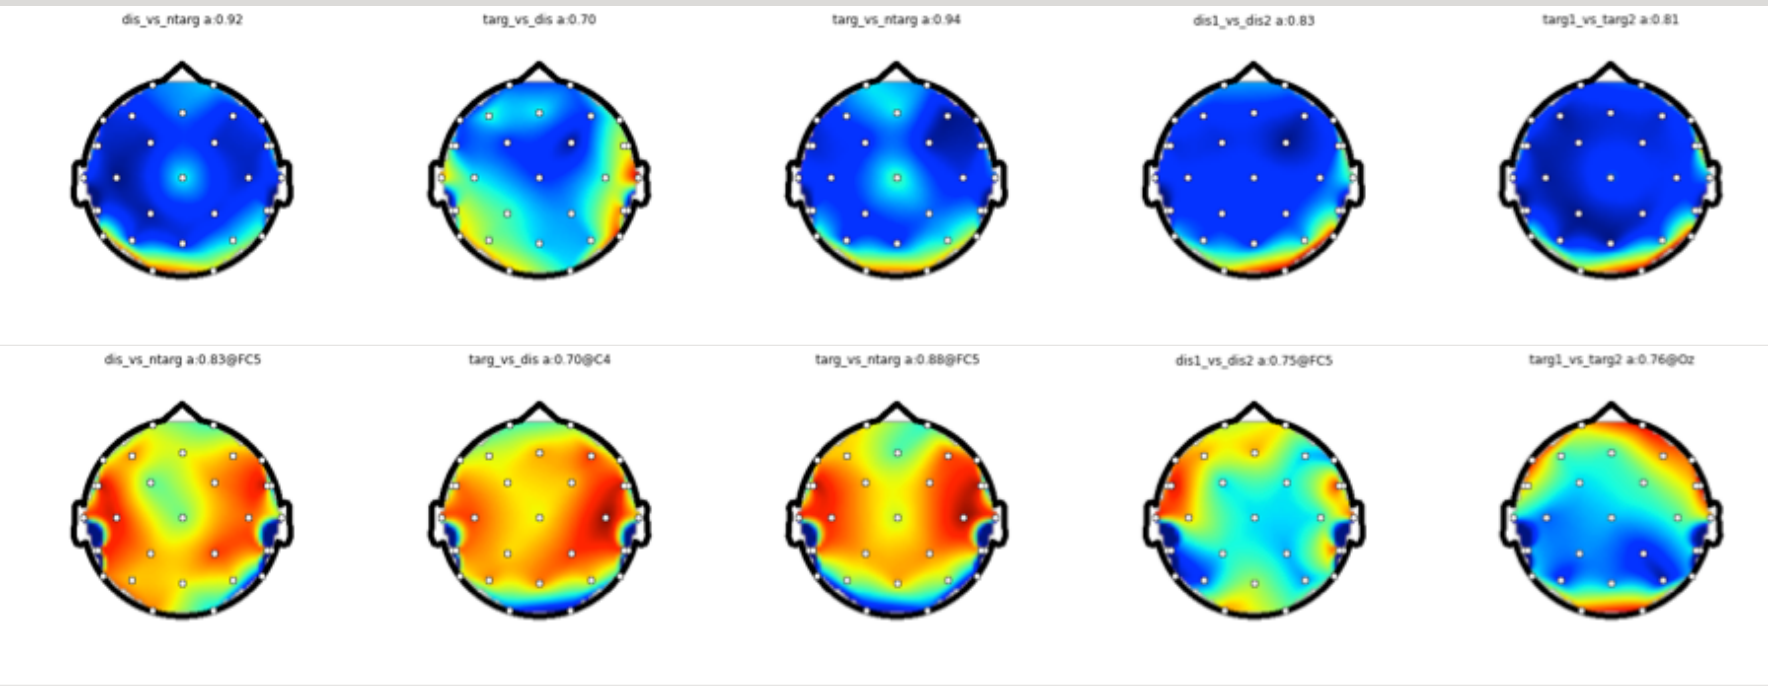 dis_vs_ntarg a:0.92
targ_vs_dis a:0.70
targ_vs_ntarg a:0.94
dis1_vs_dis2 a:0.83
targ1_vs_targ2 a:0.81
dis_vs_ntarg a:0.83@FC5
targ_vs_dis a:0.70@C4
targ_vs_ntarg a:0.88@FC5
dis1_vs_dis2 a:0.75@FC5
targ1_vs_targ2 a:0.76@Oz